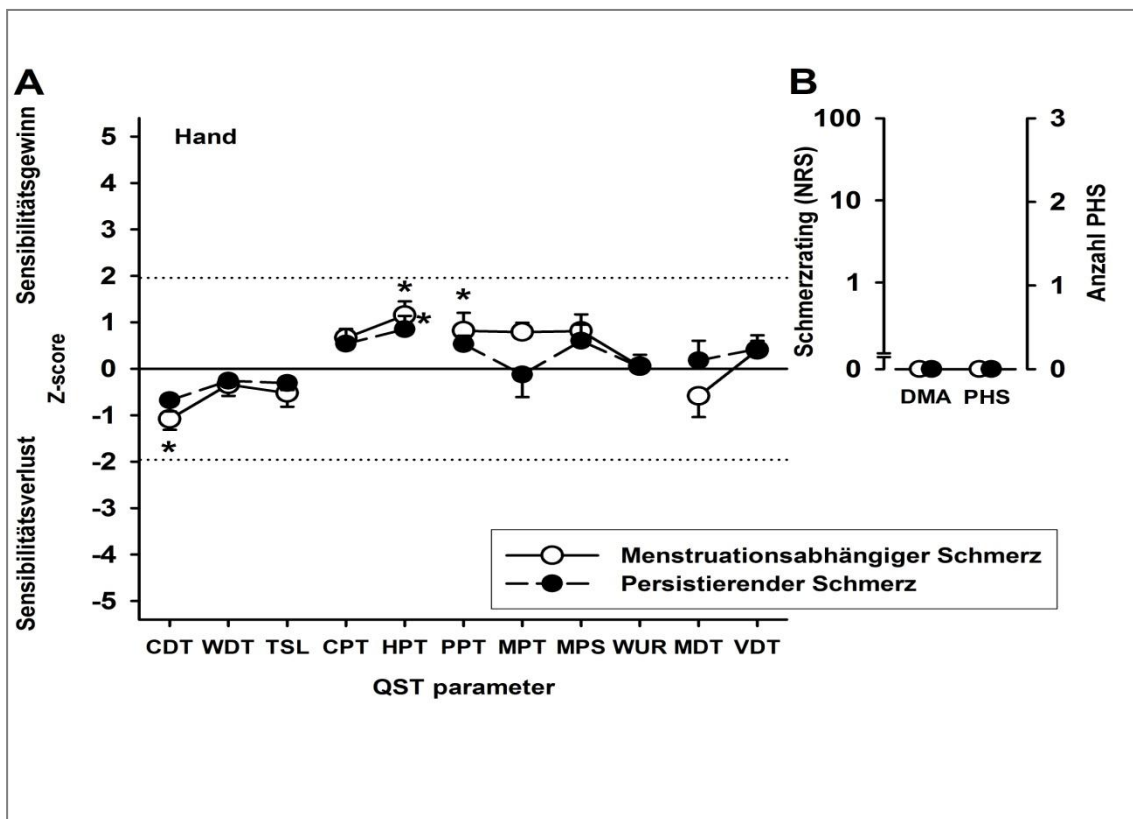 A
B
Hand
Sensibilitätsgewinn
Z-score
Sensibilitätsverlust
5
4
3
2
1
0
-1
-2
-3
-4
-5
*
*
*
*
Menstruationsabhängiger Schmerz
Persistierender Schmerz
CDT WDT TSL CPT HPT PPT MPT MPS WUR MDT VDT
QST parameter
Schmerzrating (NRS)
100
10
1
0
3
2
1
0
Anzahl PHS
DMA PHS